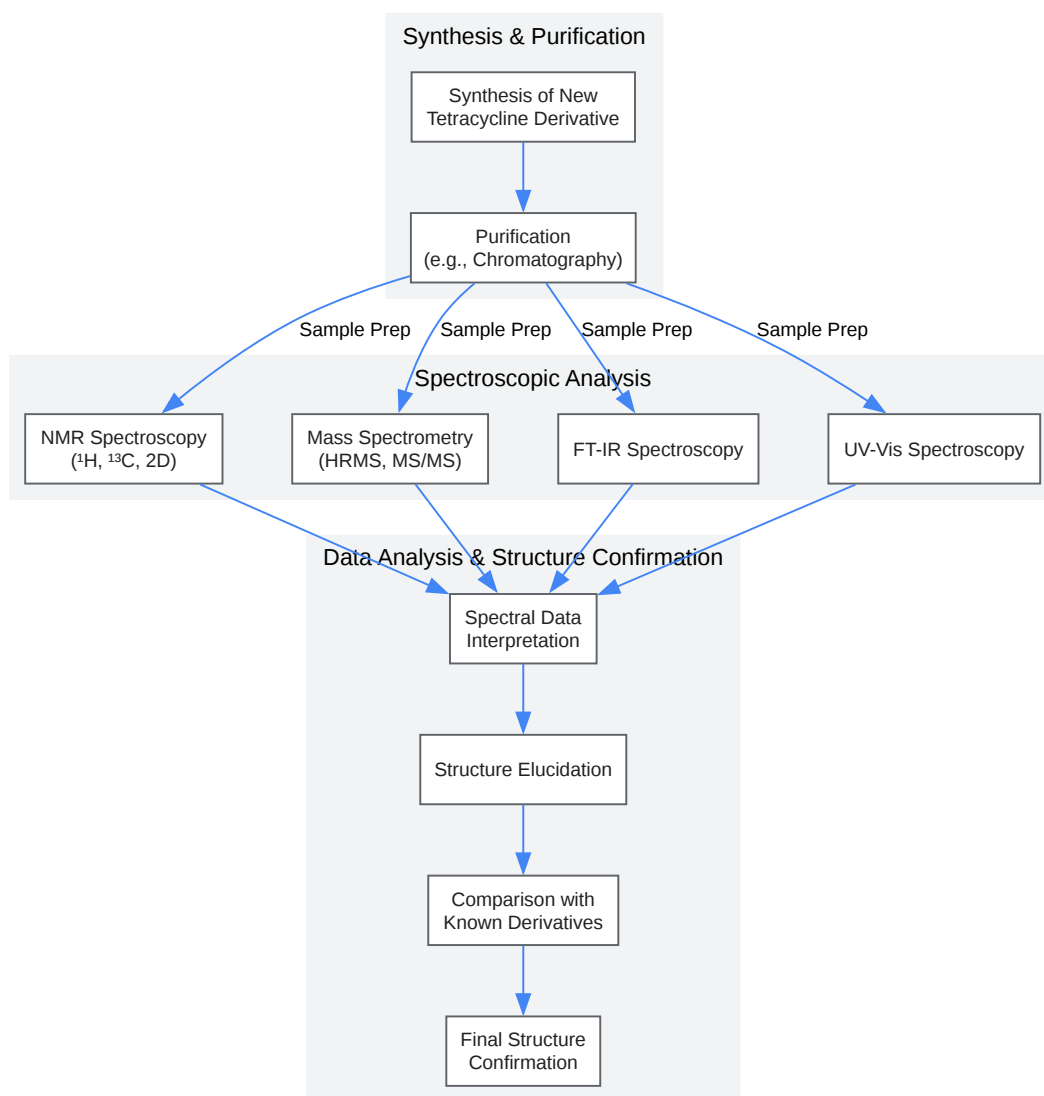 Synthesis & Purification
Synthesis of New
Tetracycline Derivative
Purification
(e.g., Chromatography)
Sample Prep
Sample Prep
Sample Prep
Sample Prep
Spectroscopic Analysis
NMR Spectroscopy
(¹H, ¹³C, 2D)
Mass Spectrometry
(HRMS, MS/MS)
FT-IR Spectroscopy
UV-Vis Spectroscopy
Data Analysis & Structure Confirmation
Spectral Data
Interpretation
Structure Elucidation
Comparison with
Known Derivatives
Final Structure
Confirmation